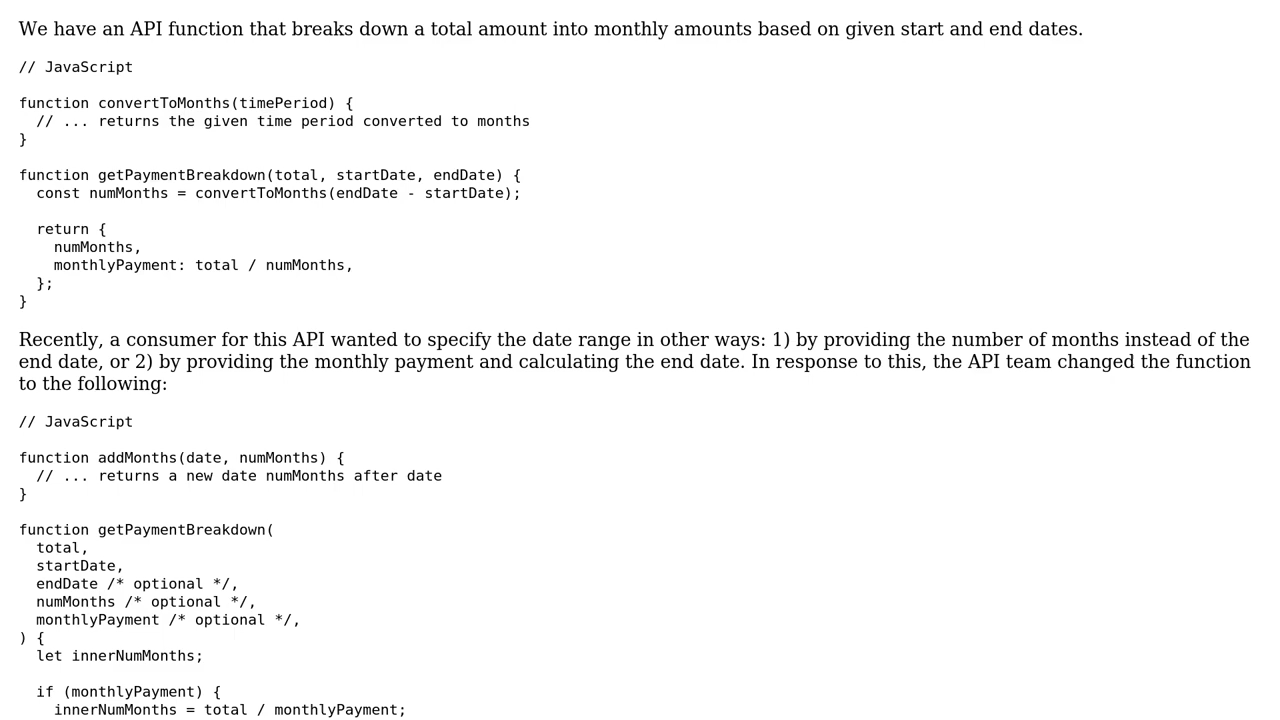 We have an API function that breaks down a total amount into monthly amounts based on given start and end dates.
// JavaScript
function convertToMonths(timePeriod) {
  // ... returns the given time period converted to months
}
function getPaymentBreakdown(total, startDate, endDate) {
  const numMonths = convertToMonths(endDate - startDate);
  return {
    numMonths,
    monthlyPayment: total / numMonths,
  };
}
Recently, a consumer for this API wanted to specify the date range in other ways: 1) by providing the number of months instead of the
end date, or 2) by providing the monthly payment and calculating the end date. In response to this, the API team changed the function
to the following:
// JavaScript
function addMonths(date, numMonths) {
  // ... returns a new date numMonths after date
}
function getPaymentBreakdown(
  total,
  startDate,
  endDate /* optional */,
  numMonths /* optional */,
  monthlyPayment /* optional */,
) {
  let innerNumMonths;
  if (monthlyPayment) {
    innerNumMonths = total / monthlyPayment;